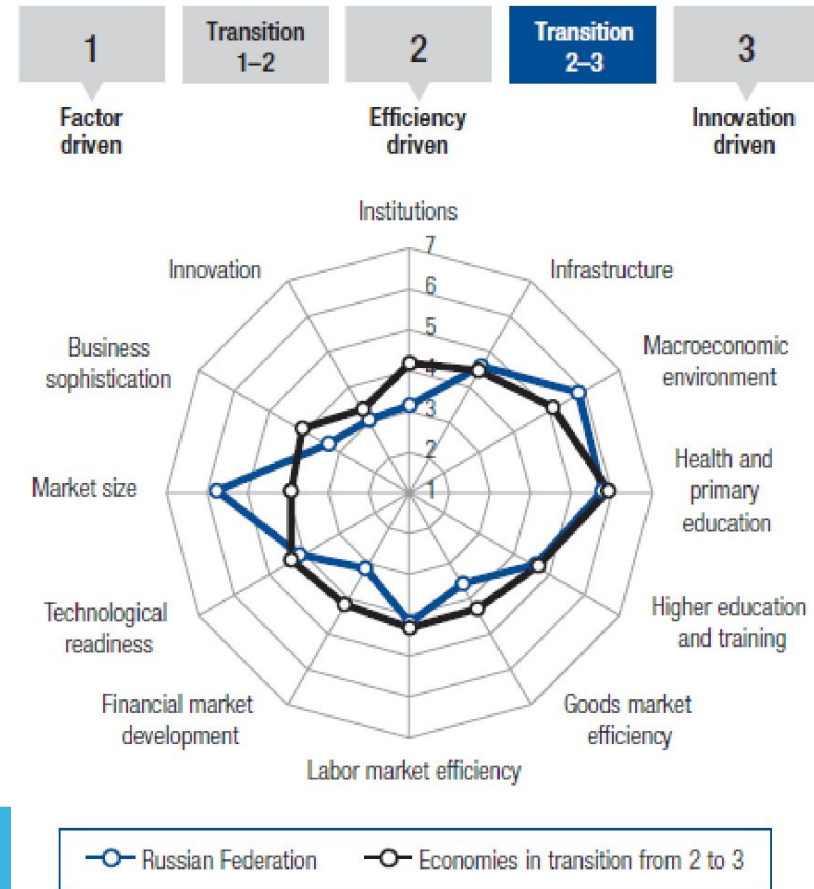 1
Transition
1–2
2
Transition
2–3
3
Factor
driven
Efficiency
driven
Innovation
driven
Institutions
7
Innovation
Infrastructure
6
5
Business
sophistication
Macroeconomic
environment
4
3
2
Market size
1
Health and
primary
education
Technological
readiness
Higher education
and training
Financial market
development
Goods market
efficiency
Labor market efficiency
Russian Federation
Economies in transition from 2 to 3